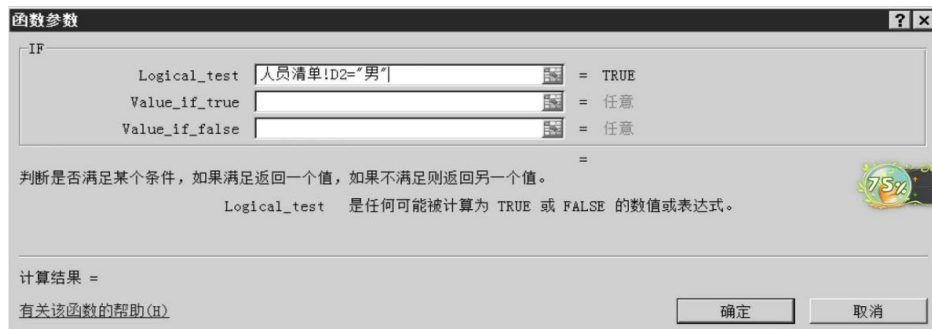 函数参数
IF
Logical_test 人员清单!D2="男" = TRUE
Value_if_true = 任意
Value_if_false = 任意
=
判断是否满足某个条件，如果满足返回一个值，如果不满足则返回另一个值。
75%
Logical_test 是任何可能被计算为 TRUE 或 FALSE 的数值或表达式。
计算结果 =
有关该函数的帮助(H)
确定 取消